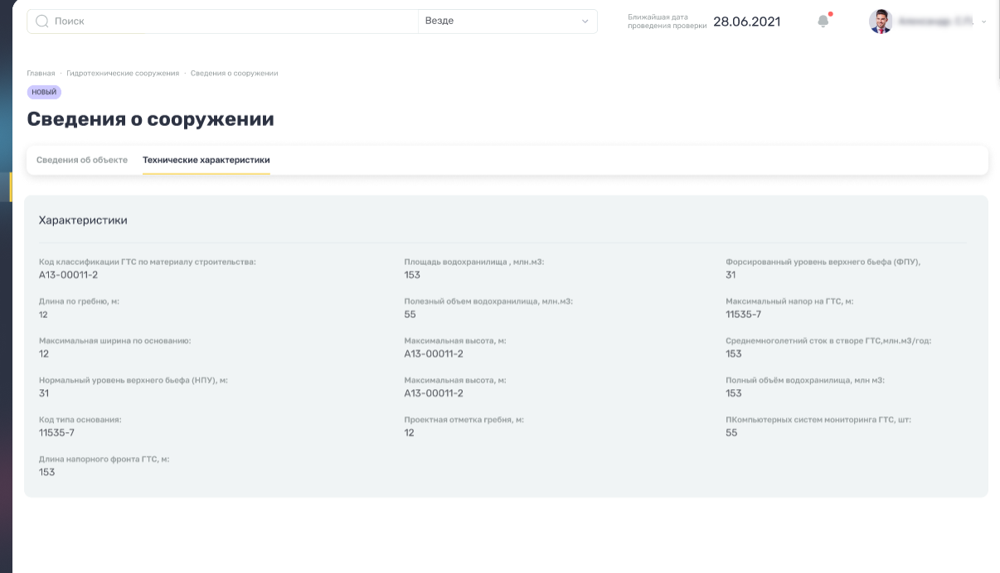 Поиск
Везде
Ближайшая дата
проведения проверки
28.06.2021
Главная · Гидротехнические сооружения · Сведения о сооружении
НОВЫЙ
Сведения о сооружении
Сведения об объекте
Технические характеристики
Характеристики
Код классификации ГТС по материалу строительства:
А13-00011-2
Длина по гребню, м:
12
Максимальная ширина по основанию:
12
Нормальный уровень верхнего бьефа (НПУ), м:
31
Код типа основания:
11535-7
Длина напорного фронта ГТС, м:
153
Площадь водохранилища , млн.м3:
153
Полезный объем водохранилища, млн.м3:
55
Максимальная высота, м:
А13-00011-2
Максимальная высота, м:
А13-00011-2
Проектная отметка гребня, м:
12
Форсированный уровень верхнего бьефа (ФПУ),
31
Максимальный напор на ГТС, м:
11535-7
Среднемноголетний сток в створе ГТС,млн.м3/год:
153
Полный объём водохранилища, млн м3:
153
ПКомпьютерных систем мониторинга ГТС, шт:
55